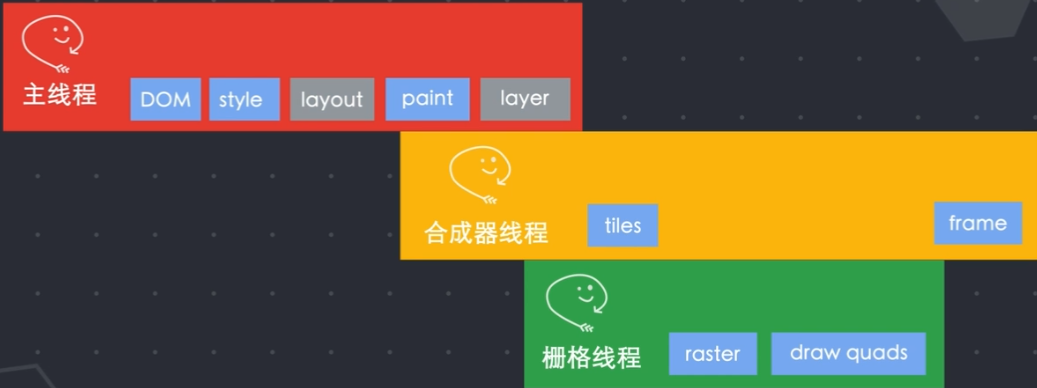 主线程
DOM
style
layout
paint
layer
合成器线程
tiles
frame
栅格线程
raster
draw quads